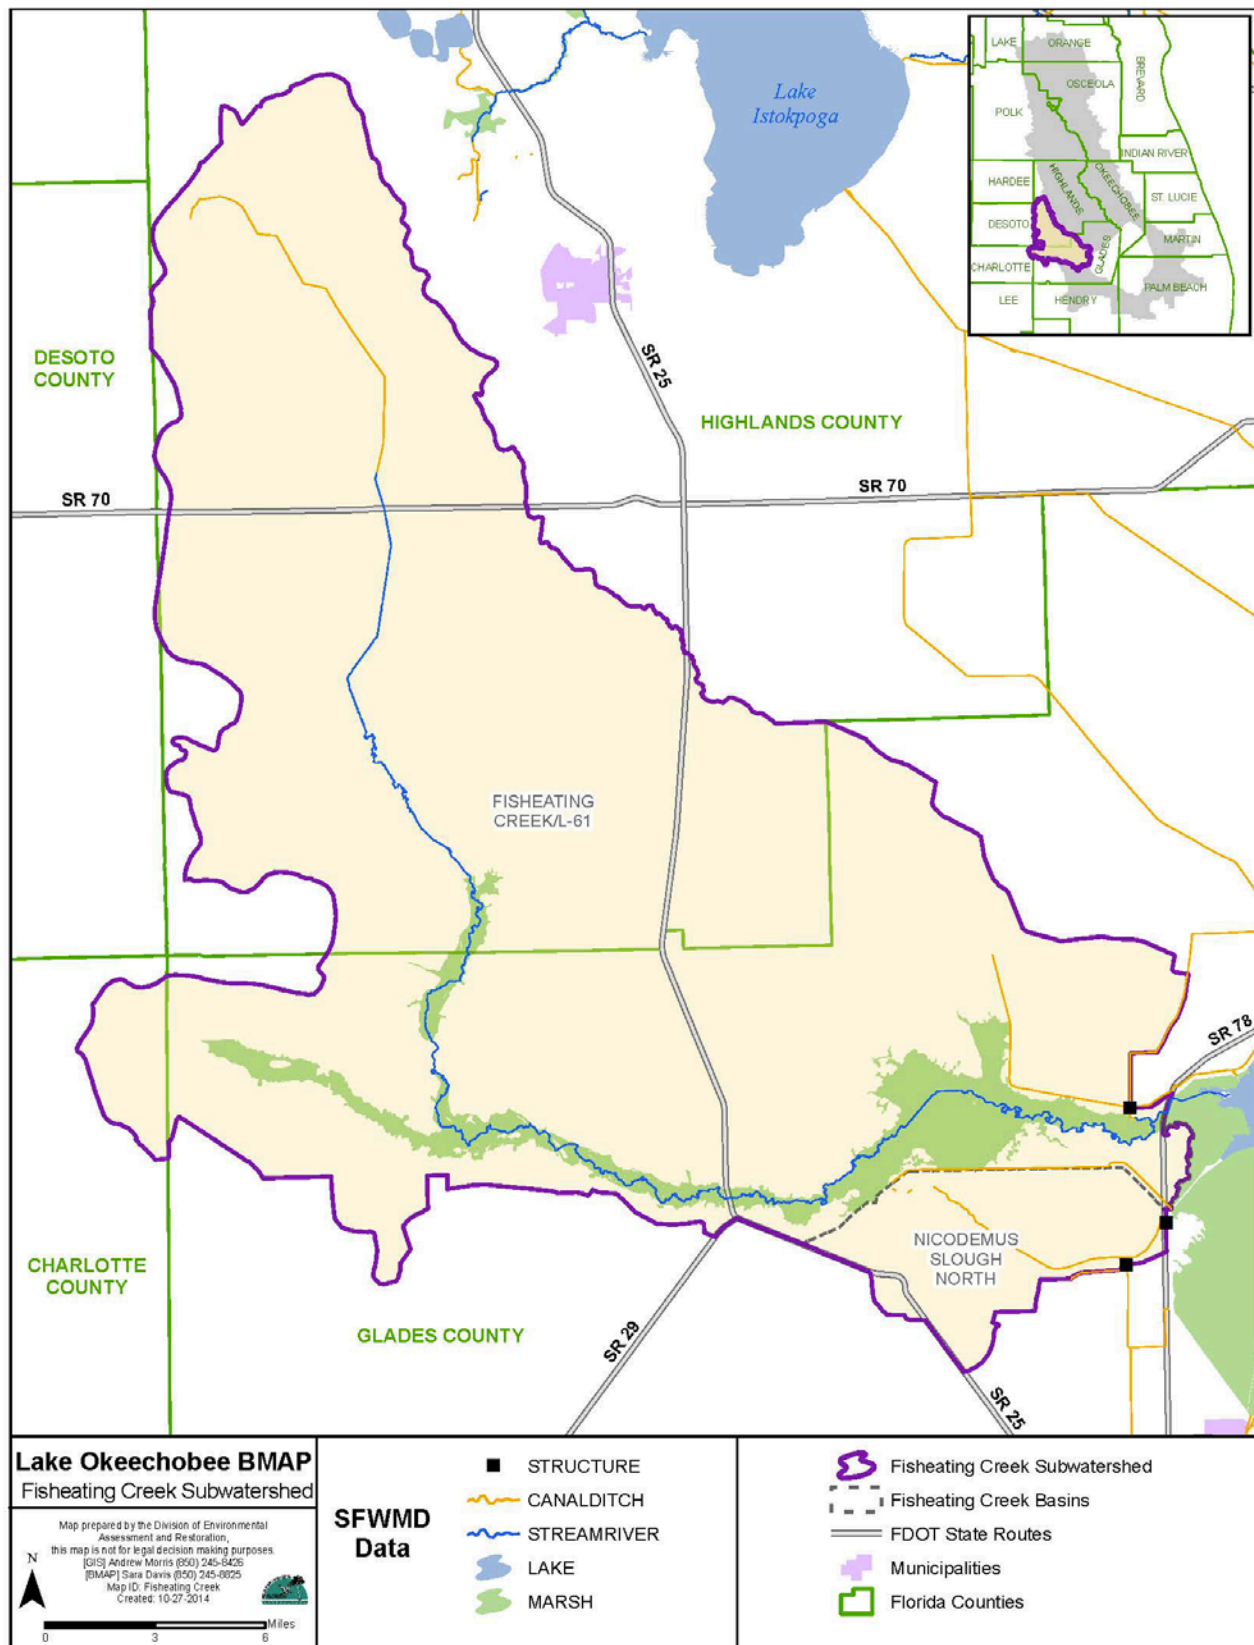 Lake
Istokpoga
LAKE
ORANGE
BREVARD
OSCEOLA
POLK
INDIAN RIVER
HARDEE
HIGHLANDS
OKEECHOBEE
ST. LUCIE
DESOTO
MARTIN
GLADES
CHARLOTTE
PALM BEACH
LEE
HENDRY
DESOTO
COUNTY
SR 25
HIGHLANDS COUNTY
SR 70
SR 70
FISHEATING
CREEK/L-61
SR 78
NICODEMUS
SLOUGH
NORTH
CHARLOTTE
COUNTY
GLADES COUNTY
SR 29
SR 25
Lake Okeechobee BMAP
Fisheating Creek Subwatershed
Map prepared by the Division of Environmental
Assessment and Restoration,
this map is not for legal decision making purposes.
[GIS] Andrew Morris (850) 245-8426
[BMAP] Sara Davis (850) 245-8825
Map ID: Fisheating Creek
Created: 10-27-2014
N
Miles
0 3 6
SFWMD
Data
STRUCTURE
CANALDITCH
STREAMRIVER
LAKE
MARSH
Fisheating Creek Subwatershed
Fisheating Creek Basins
FDOT State Routes
Municipalities
Florida Counties